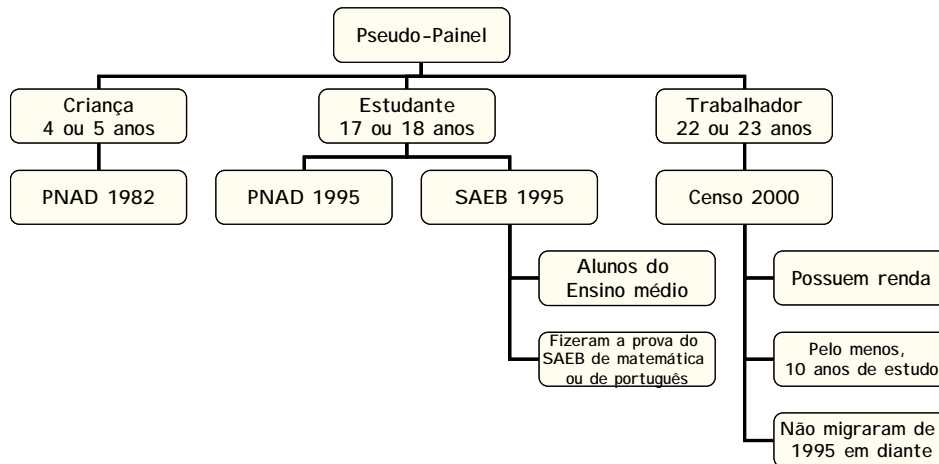 Pseudo-Painel
Criança
4 ou 5 anos
Estudante
17 ou 18 anos
Trabalhador
22 ou 23 anos
PNAD 1982
PNAD 1995
SAEB 1995
Censo 2000
Alunos do
Ensino médio
Possuem renda
Fizeram a prova do
SAEB de matemática
ou de português
Pelo menos,
10 anos de estudo
Não migraram de
1995 em diante